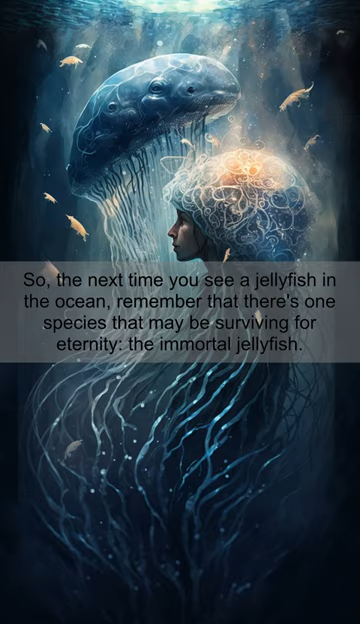 So, the next time you see a jellyfish in
the ocean, remember that there's one
species that may be surviving for
eternity: the immortal jellyfish.